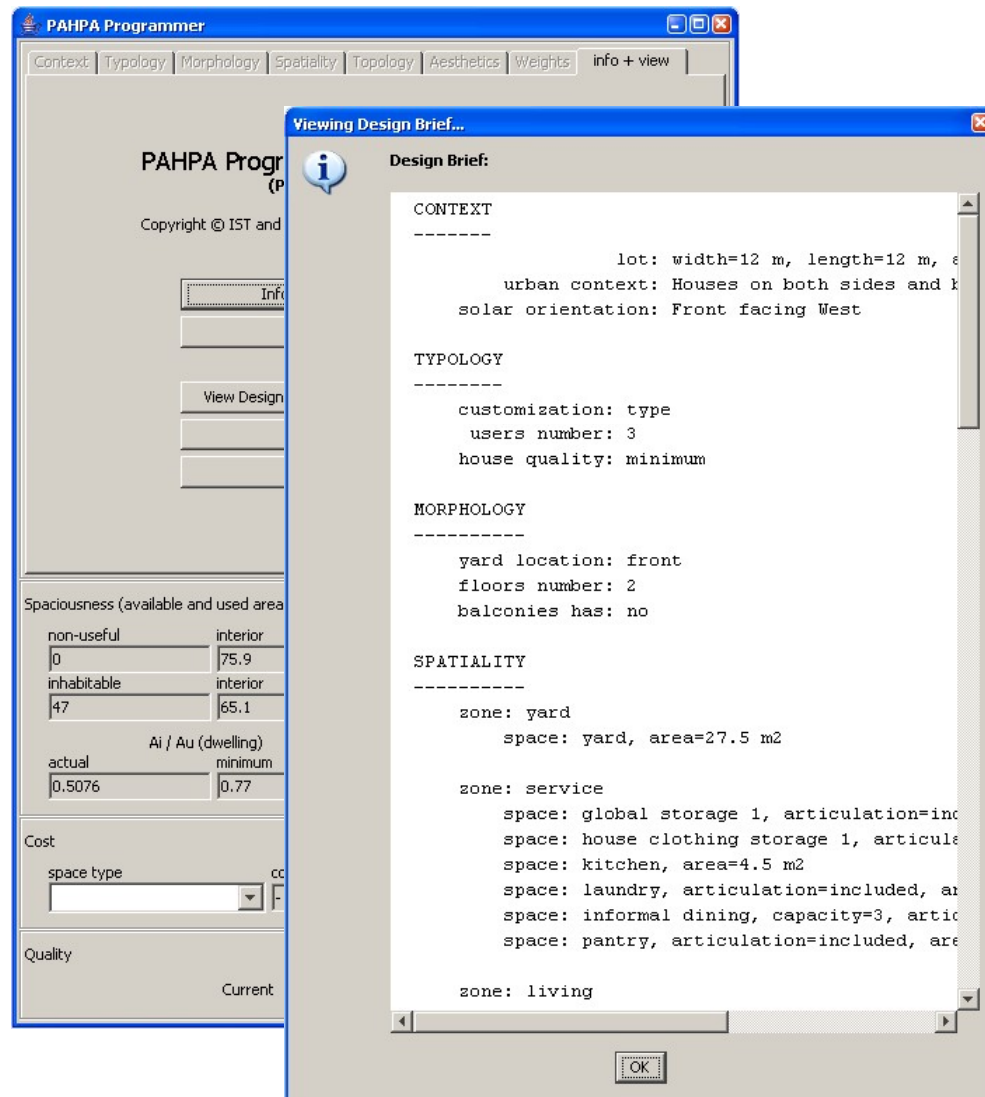 PAHPA Programmer
Context Typology Morphology Spatiality Topology Aesthetics Weights info + view
PAHPA Progr
(P
Copyright © IST and
Info
View Design
Spaciousness (available and used area
non-useful interior
0 75.9
inhabitable interior
47 65.1
Ai / Au (dwelling)
actual minimum
0.5076 0.77
Cost
space type co
-
Quality
Current
Viewing Design Brief...
Design Brief:
CONTEXT
-------
lot: width=12 m, length=12 m, a
urban context: Houses on both sides and b
solar orientation: Front facing West
TYPOLOGY
--------
customization: type
users number: 3
house quality: minimum
MORPHOLOGY
----------
yard location: front
floors number: 2
balconies has: no
SPATIALITY
----------
zone: yard
space: yard, area=27.5 m2
zone: service
space: global storage 1, articulation=inc
space: house clothing storage 1, articula
space: kitchen, area=4.5 m2
space: laundry, articulation=included, ar
space: informal dining, capacity=3, artic
space: pantry, articulation=included, are
zone: living
OK